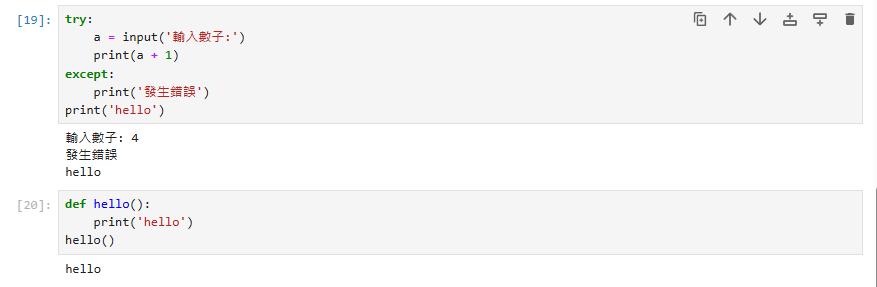 [19]:
try:
    a = input('輸入數子:')
    print(a + 1)
except:
    print('發生錯誤')
print('hello')
輸入數子: 4
發生錯誤
hello
[20]:
def hello():
    print('hello')
hello()
hello